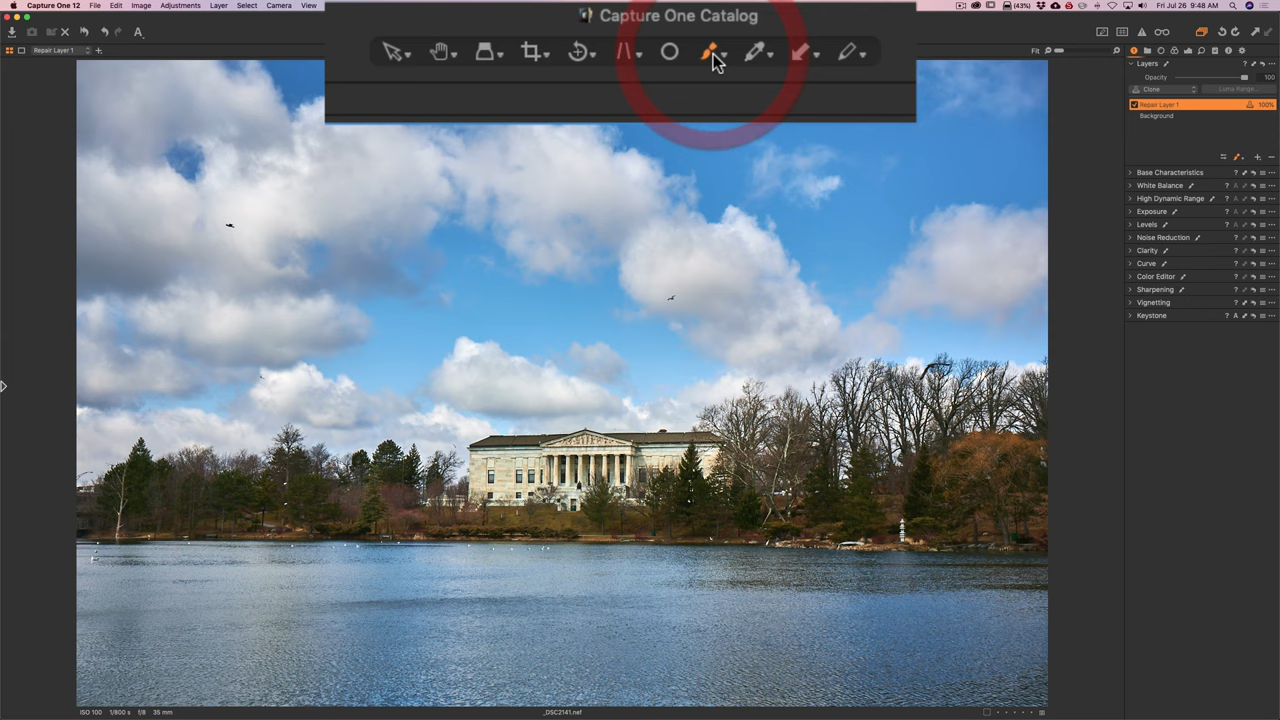 Capture One 12 File Edit Image Adjustments Layer Select Camera View
(43%) Fri Jul 26 9:48 AM
Capture One Catalog
A
Repair Layer 1
Fit
Layers
Opacity 100
Clone Luma Range...
Repair Layer 1 100%
Background
Base Characteristics
White Balance
High Dynamic Range
Exposure
Levels
Noise Reduction
Clarity
Curve
Color Editor
Sharpening
Vignetting
Keystone
ISO 100 1/800 s f/8 35 mm
_DSC2141.nef